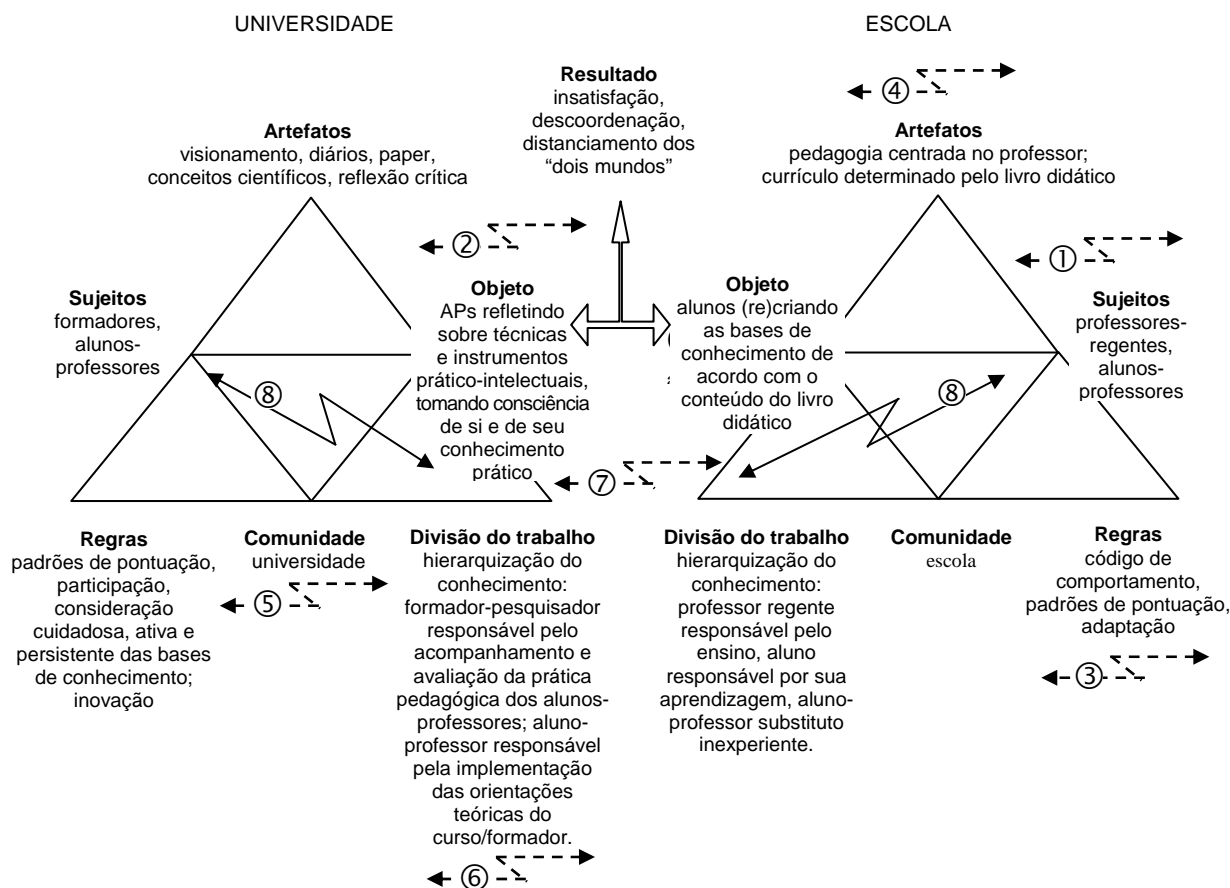 UNIVERSIDADE
ESCOLA
Resultado
insatisfação,
descoordenação,
distanciamento dos
“dois mundos”
④
Artefatos
visionamento, diários, paper,
conceitos científicos, reflexão crítica
Artefatos
pedagogia centrada no professor;
currículo determinado pelo livro didático
②
①
Sujeitos
formadores,
alunos-
professores
Objeto
APs refletindo
sobre técnicas
e instrumentos
prático-intelectuais,
tomando consciência
de si e de seu
conhecimento
prático
Objeto
alunos (re)criando
as bases de
conhecimento de
acordo com o
conteúdo do livro
didático
Sujeitos
professores-
regentes,
alunos-
professores
⑧
⑧
⑦
Regras
padrões de pontuação,
participação,
consideração
cuidadosa, ativa e
persistente das bases
de conhecimento;
inovação
Comunidade
universidade
⑤
Divisão do trabalho
hierarquização do
conhecimento:
formador-pesquisador
responsável pelo
acompanhamento e
avaliação da prática
pedagógica dos alunos-
professores; aluno-
professor responsável
pela implementação
das orientações
teóricas do
curso/formador.
⑥
Divisão do trabalho
hierarquização do
conhecimento:
professor regente
responsável pelo
ensino, aluno
responsável por sua
aprendizagem, aluno-
professor substituto
inexperiente.
Comunidade
escola
Regras
código de
comportamento,
padrões de pontuação,
adaptação
③